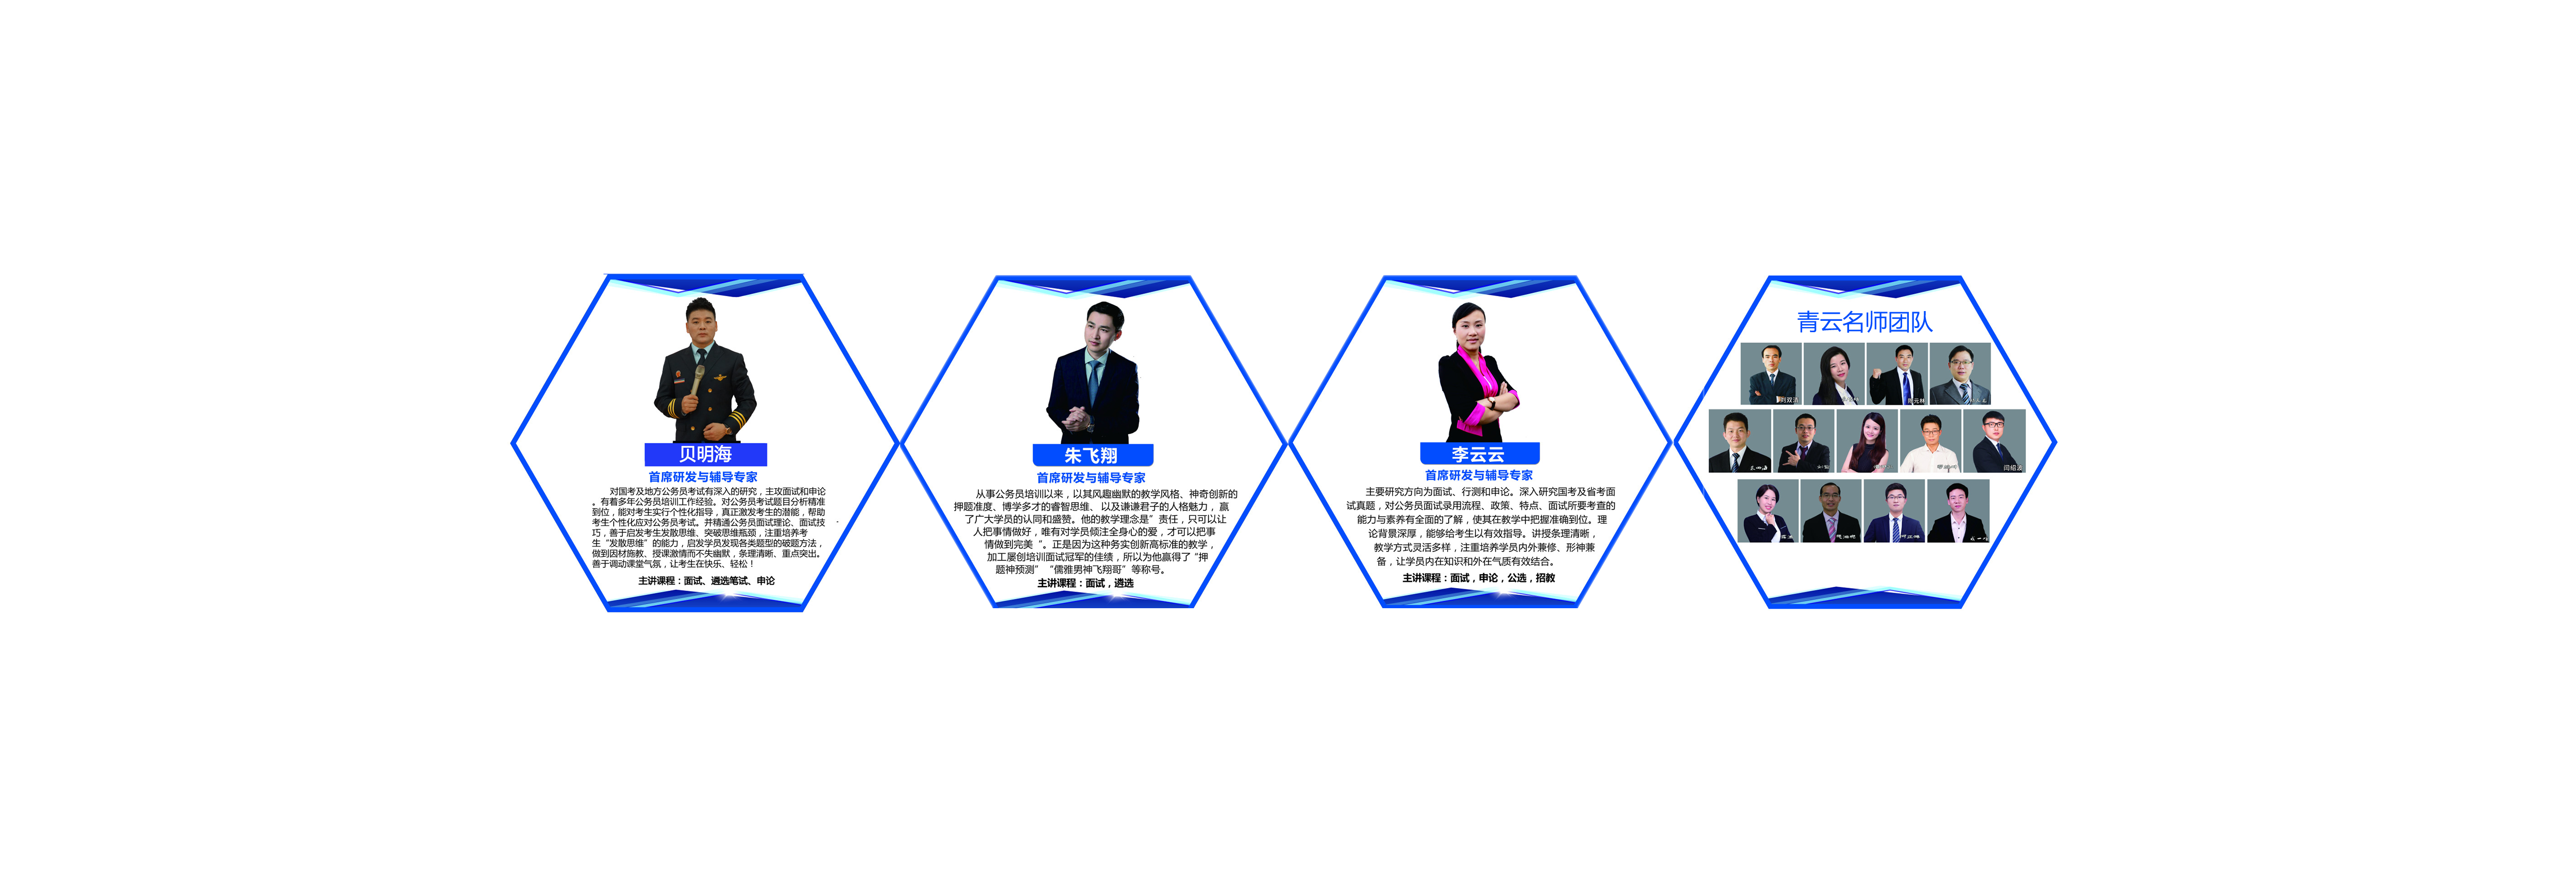 贝明海
首席研发与辅导专家
对国考及地方公务员考试有深入的研究，主攻面试和申论
。有着多年公务员培训工作经验。对公务员考试题目分析精准
到位，能对考生实行个性化指导，真正激发考生的潜能，帮助
考生个性化应对公务员考试。并精通公务员面试理论、面试技
巧，善于启发考生发散思维、突破思维瓶颈，注重培养考
生“发散思维”的能力，启发学员发现各类题型的破题方法，
做到因材施教、授课激情而不失幽默，条理清晰、重点突出。
善于调动课堂气氛，让考生在快乐、轻松！
主讲课程：面试、遴选笔试、申论
朱飞翔
首席研发与辅导专家
从事公务员培训以来，以其风趣幽默的教学风格、神奇创新的
押题准度、博学多才的睿智思维、 以及谦谦君子的人格魅力， 赢
了广大学员的认同和盛赞。他的教学理念是”责任，只可以让
人把事情做好，唯有对学员倾注全身心的爱，才可以把事
情做到完美“。正是因为这种务实创新高标准的教学，
加工屡创培训面试冠军的佳绩，所以为他赢得了“押
题神预测” “儒雅男神飞翔哥”等称号。
主讲课程：面试，遴选
李云云
首席研发与辅导专家
主要研究方向为面试、行测和申论。深入研究国考及省考面
试真题，对公务员面试录用流程、政策、特点、面试所要考查的
能力与素养有全面的了解，使其在教学中把握准确到位。理
论背景深厚，能够给考生以有效指导。讲授条理清晰，
教学方式灵活多样，注重培养学员内外兼修、形神兼
备，让学员内在知识和外在气质有效结合。
主讲课程：面试，申论，公选，招教
青云名师团队
闫绍波